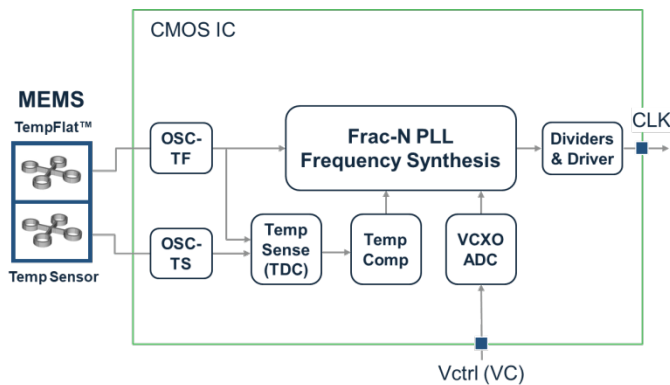 CMOS IC
MEMS
TempFlat™
Temp Sensor
OSC-
TF
OSC-
TS
Temp
Sense
(TDC)
Temp
Comp
Frac-N PLL
Frequency Synthesis
VCXO
ADC
Dividers
& Driver
CLK
Vctrl (VC)